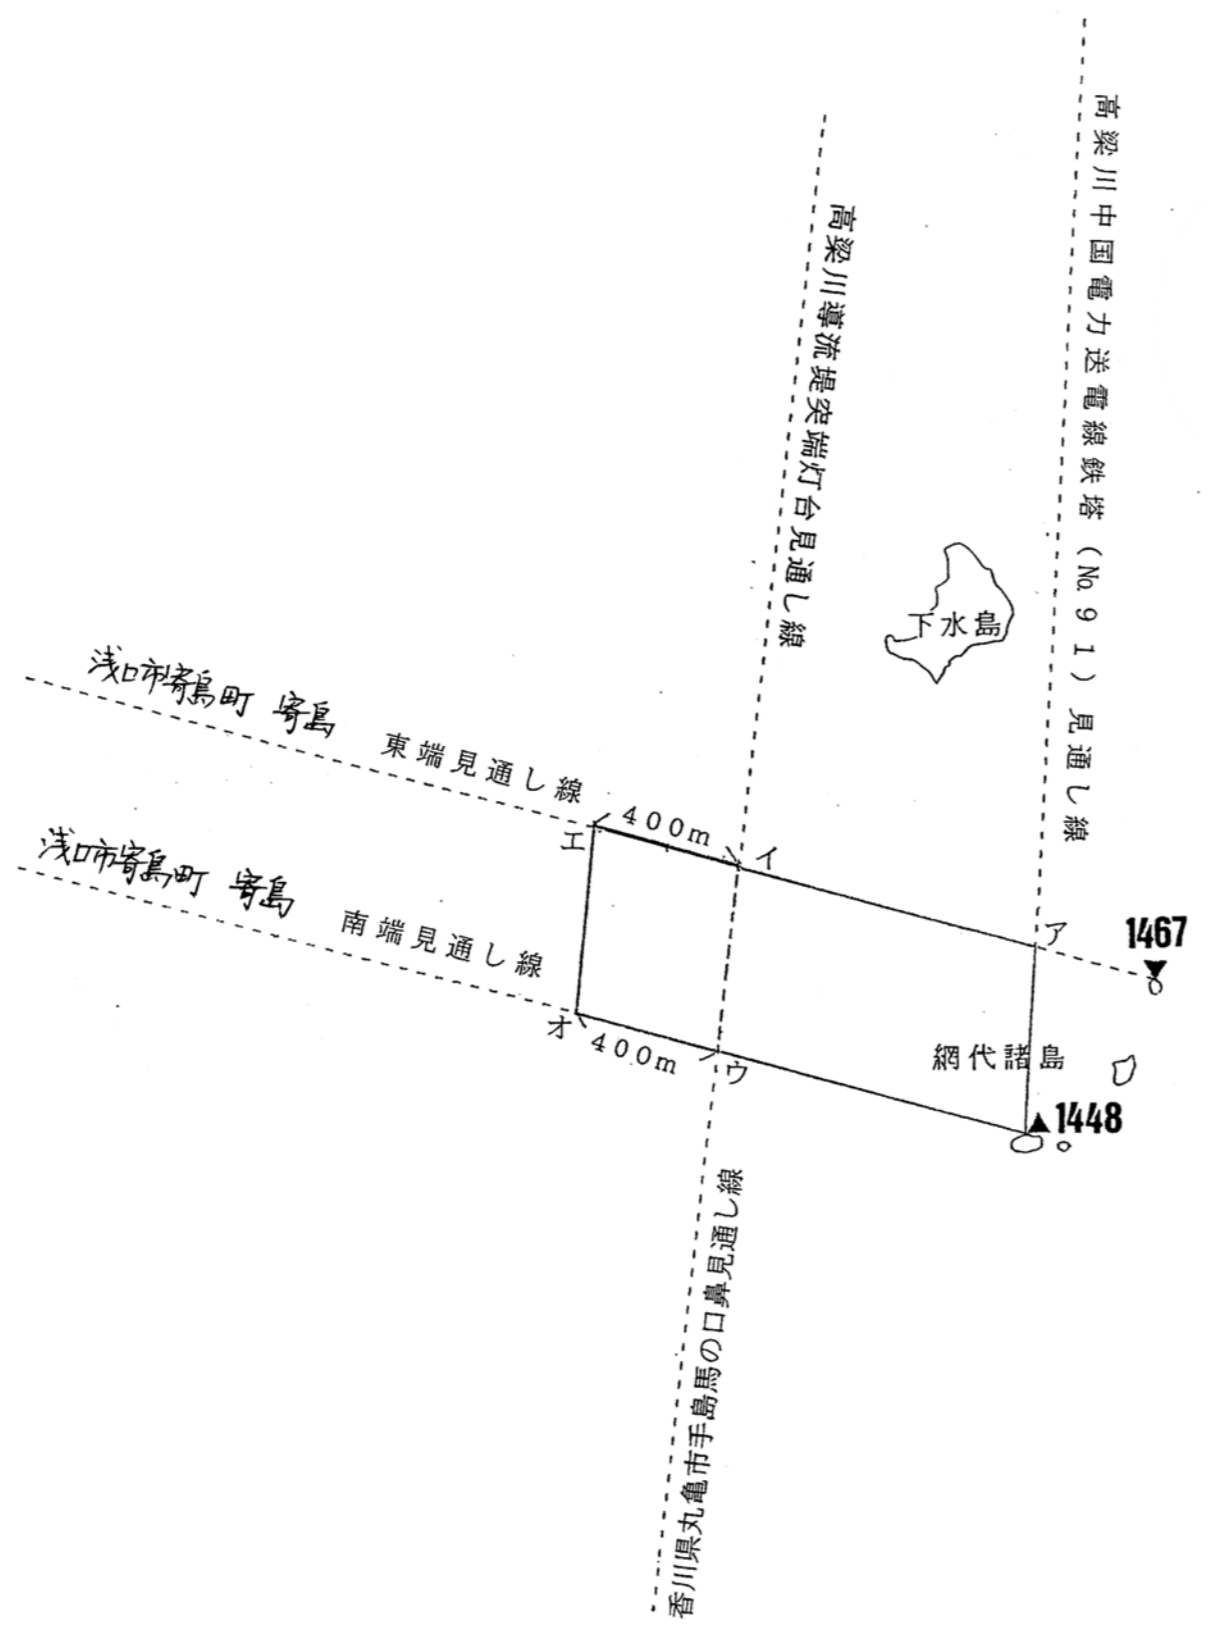 高梁川中国電力送電線鉄塔(№91)見通し線
高梁川導流堤突端灯台見通し線
下水島
浅口市寄島町 寄島 東端見通し線
400m
エ
イ
ア
1467
浅口市寄島町 寄島 南端見通し線
オ
400m
ウ
網代諸島
1448
香川県丸亀市手島馬の口鼻見通し線